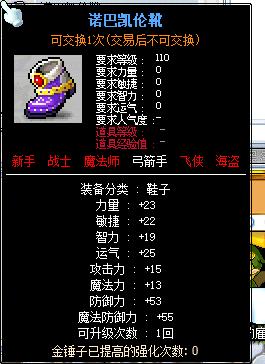 诺巴凯伦靴
可交换1次(交易后不可交换)
要求等级： 110
要求力量： 0
要求敏捷： 0
要求智力： 0
要求运气： 0
要求人气度： -
道具等级： -
道具经验值： -
新手 战士 魔法师 弓箭手 飞侠 海盗
装备分类 : 鞋子
力量 : +23
敏捷 : +22
智力 : +19
运气 : +25
攻击力 : +15
魔法力 : +13
防御力 : +53
魔法防御力 : +55
可升级次数 : 1回
金锤子已提高的强化次数: 0